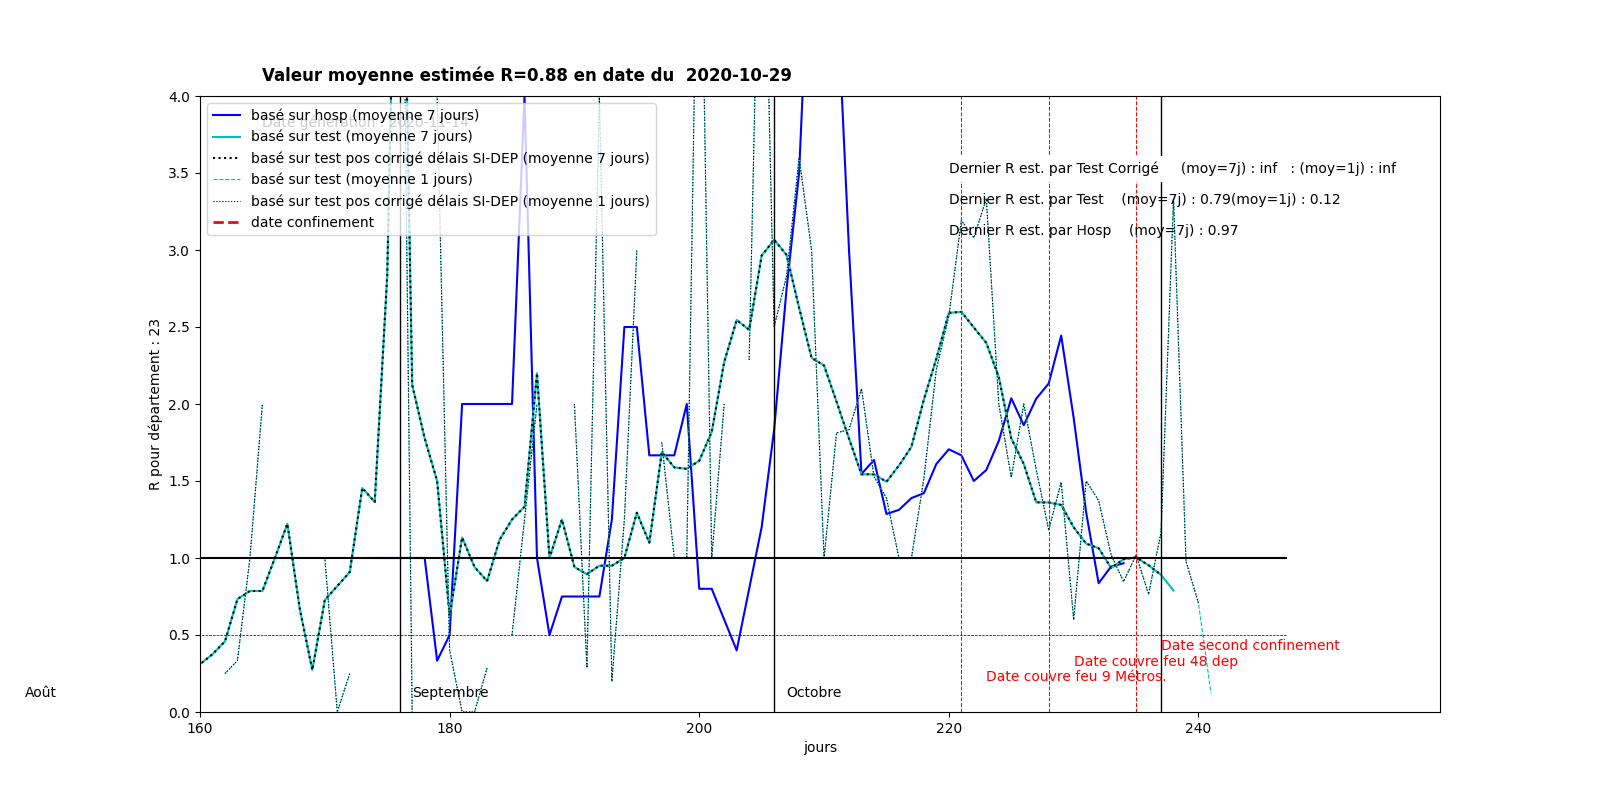 Valeur moyenne estimée R=0.88 en date du  2020-10-29
4.0
3.5
3.0
2.5
2.0
1.5
1.0
0.5
0.0
R pour département : 23
basé sur hosp (moyenne 7 jours)
Date génération : 2020-11-14
basé sur test (moyenne 7 jours)
basé sur test pos corrigé délais SI-DEP (moyenne 7 jours)
basé sur test (moyenne 1 jours)
basé sur test pos corrigé délais SI-DEP (moyenne 1 jours)
date confinement
Dernier R est. par Test Corrigé (moy=7j) : inf : (moy=1j) : inf
Dernier R est. par Test (moy=7j) : 0.79(moy=1j) : 0.12
Dernier R est. par Hosp (moy=7j) : 0.97
Date second confinement
Date couvre feu 48 dep
Date couvre feu 9 Métros.
Août
Septembre
Octobre
160
180
200
220
240
jours